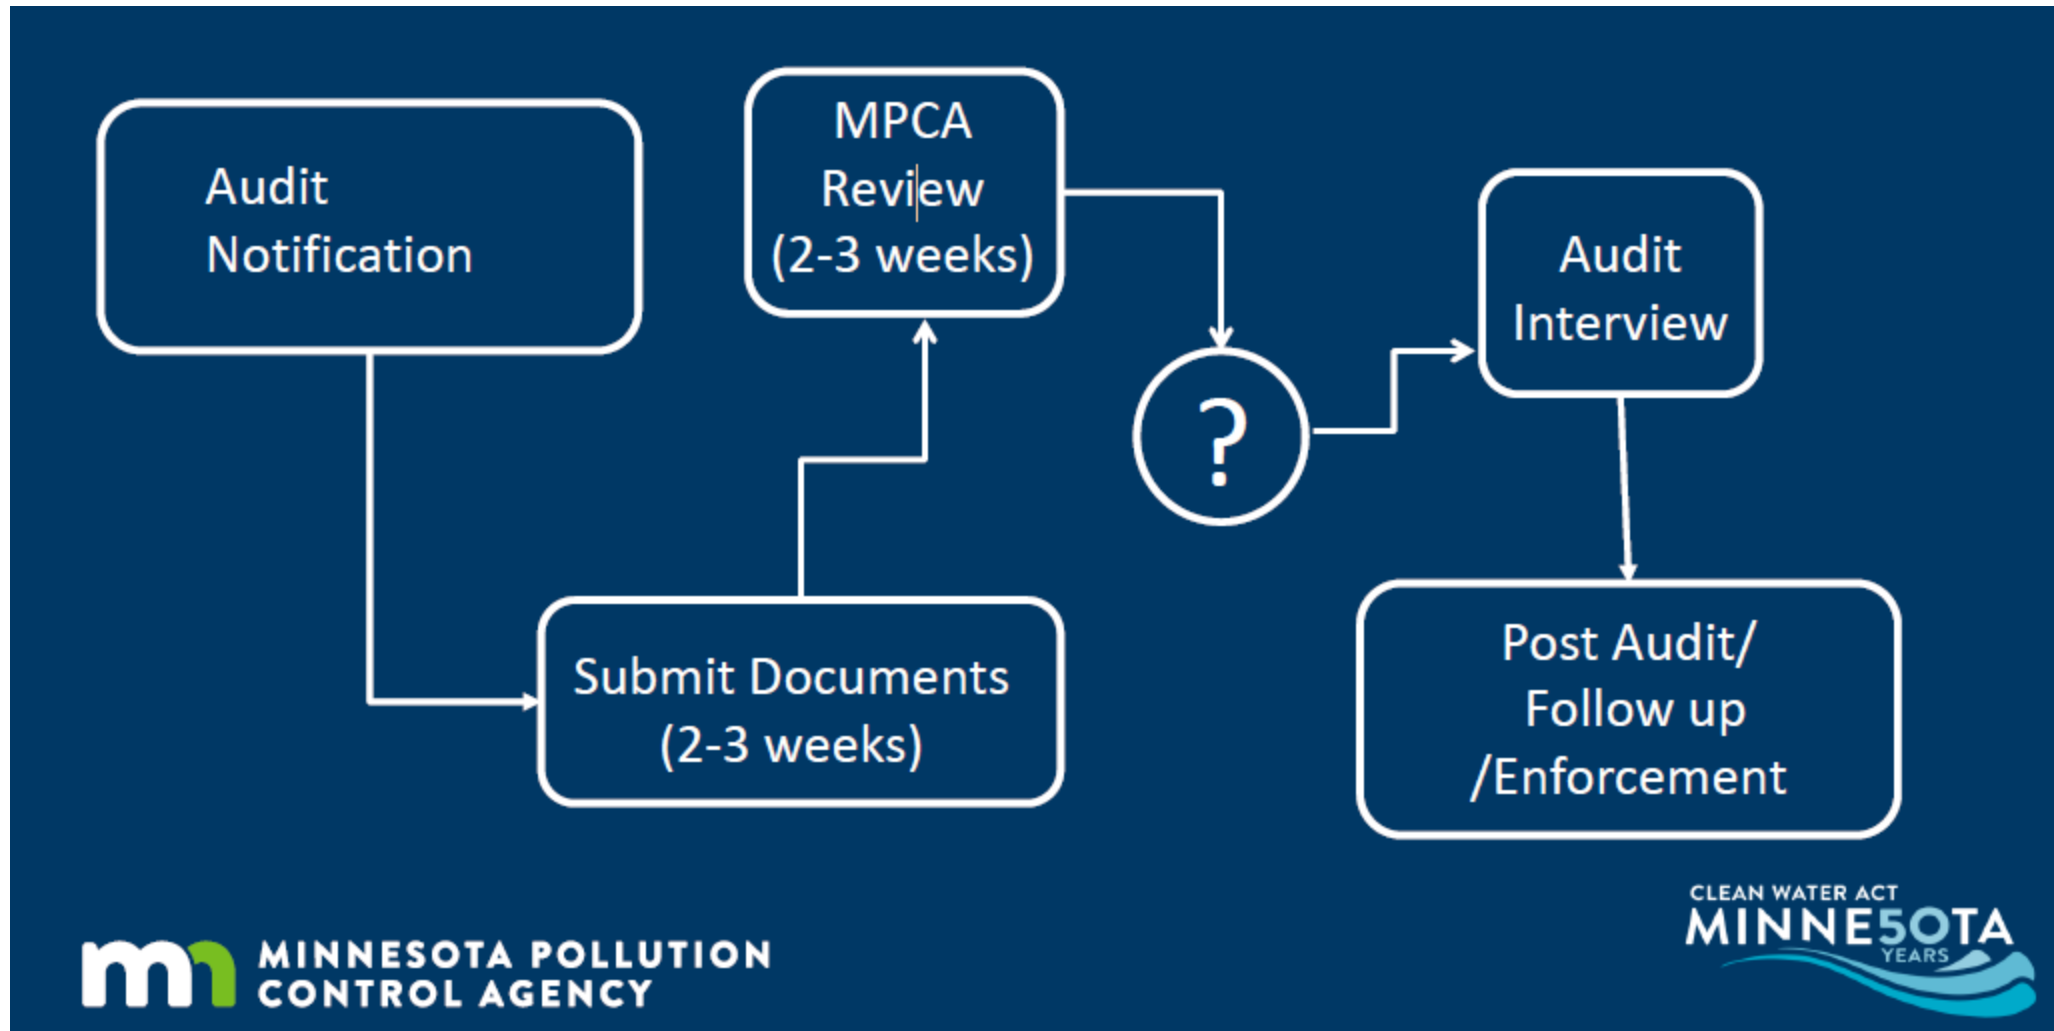 Audit
Notification
MPCA
Review
(2-3 weeks)
Audit
Interview
?
Submit Documents
(2-3 weeks)
Post Audit/
Follow up
/Enforcement
MINNESOTA POLLUTION
CONTROL AGENCY
CLEAN WATER ACT
MINNE50TA
YEARS